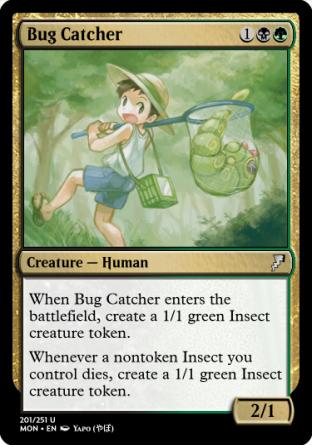 Bug Catcher 1
Creature — Human
When Bug Catcher enters the
battlefield, create a 1/1 green Insect
creature token.
Whenever a nontoken Insect you
control dies, create a 1/1 green Insect
creature token.
201/251 U
MON • EN Yapo (やぽ)
2/1